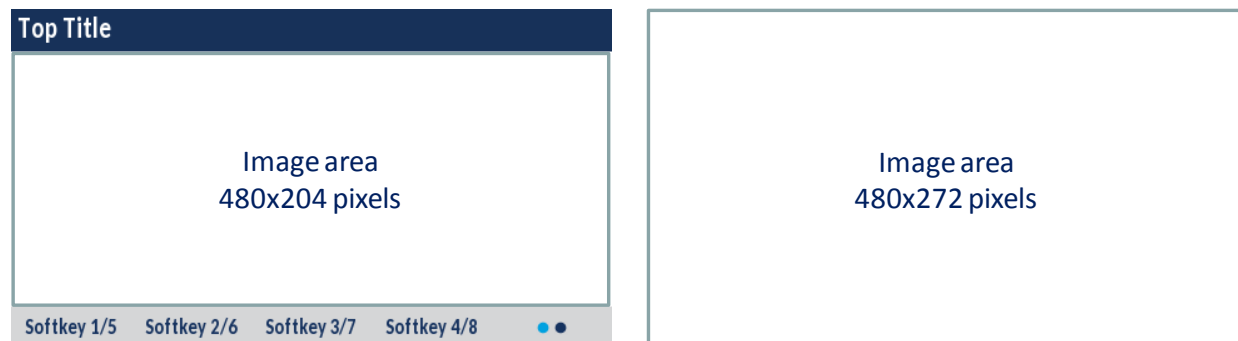 Top Title
Image area
480x204 pixels
Softkey 1/5 Softkey 2/6 Softkey 3/7 Softkey 4/8
Image area
480x272 pixels